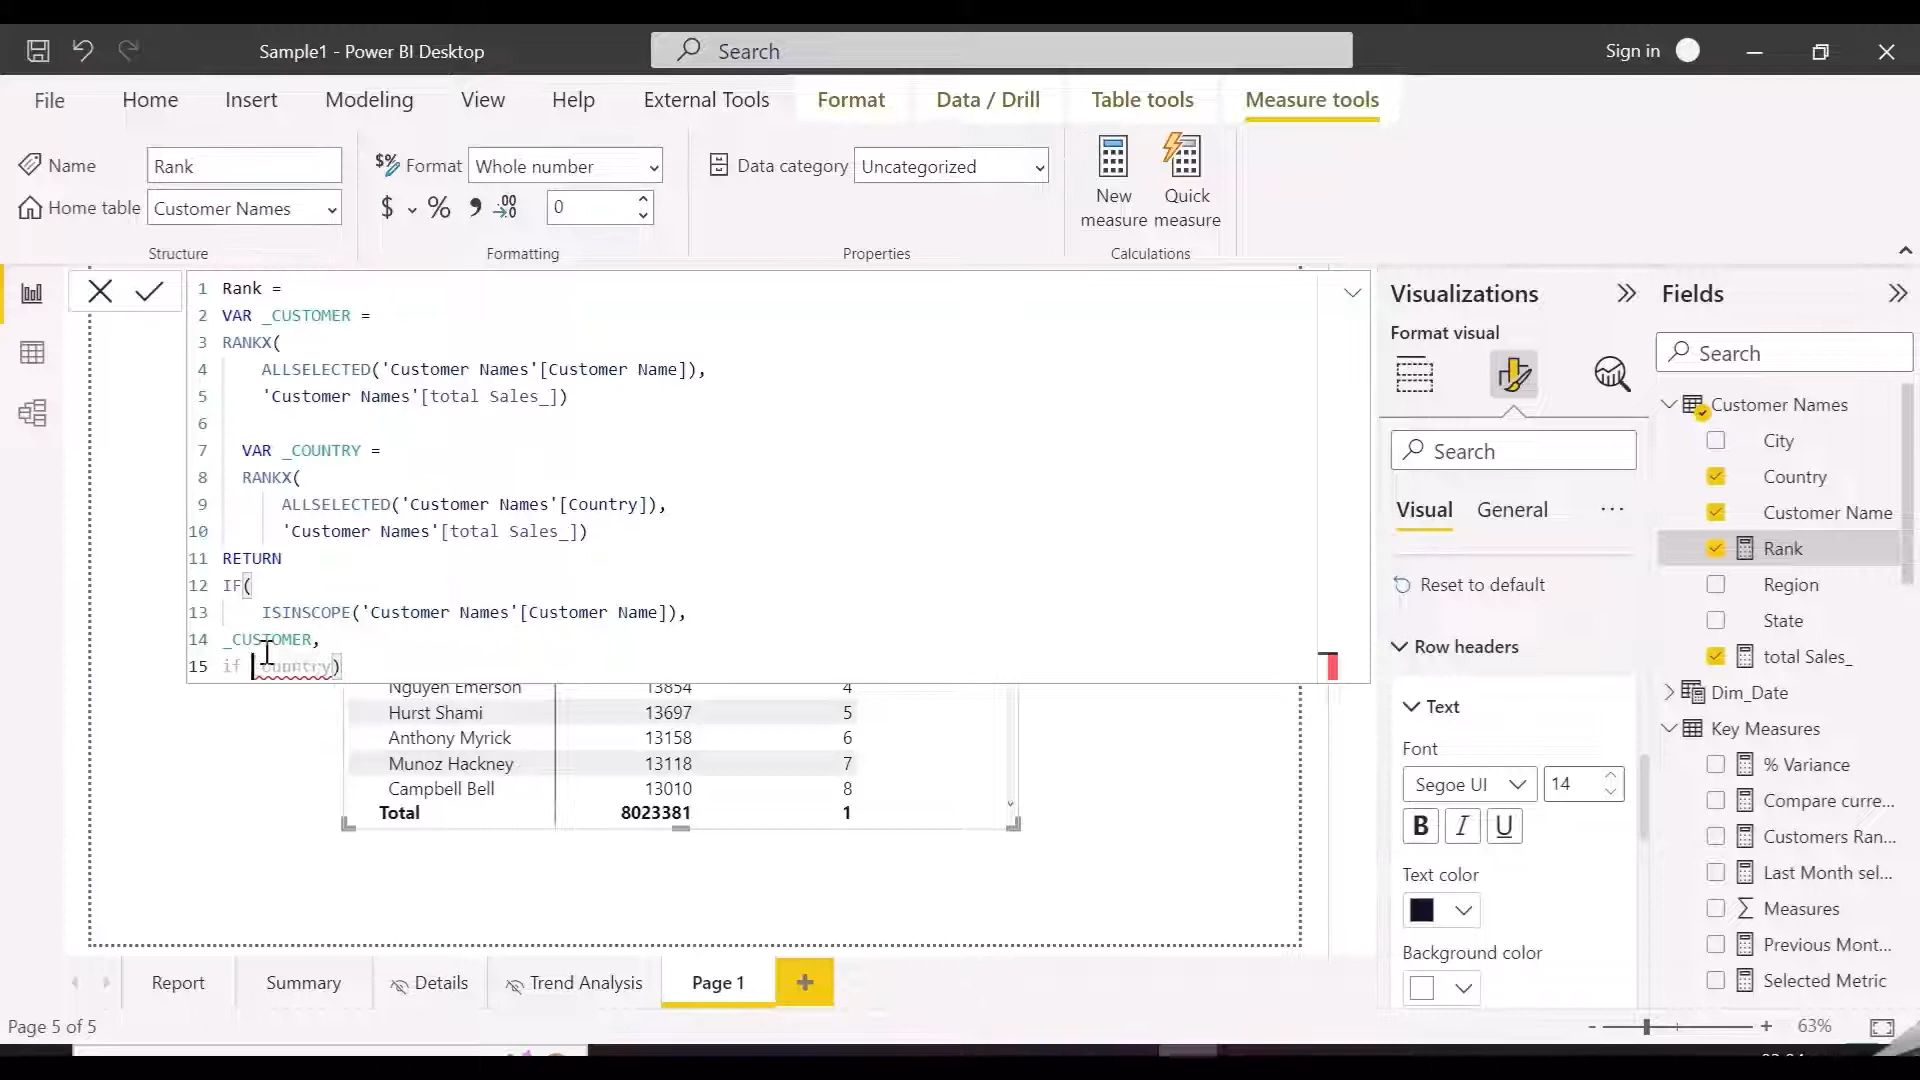 Sample1 - Power BI Desktop
Search
Sign in
File
Home
Insert
Modeling
View
Help
External Tools
Format
Data / Drill
Table tools
Measure tools
Name
Rank
Home table
Customer Names
Structure
Format
Whole number
$
%
0
Formatting
Data category
Uncategorized
Properties
New measure
Quick measure
Calculations
1 Rank =
2 VAR _CUSTOMER =
3 RANKX(
4 ALLSELECTED('Customer Names'[Customer Name]),
5 'Customer Names'[total Sales_])
6
7 VAR _COUNTRY =
8 RANKX(
9 ALLSELECTED('Customer Names'[Country]),
10 'Customer Names'[total Sales_])
11 RETURN
12 IF(
13 ISINSCOPE('Customer Names'[Customer Name]),
14 _CUSTOMER,
15 if country)
Nguyen Emerson 13854 4
Hurst Shami 13697 5
Anthony Myrick 13158 6
Munoz Hackney 13118 7
Campbell Bell 13010 8
Total 8023381 1
Visualizations
Format visual
Search
Visual
General
...
Reset to default
Row headers
Text
Font
Segoe UI
14
B I U
Text color
Background color
Fields
Search
Customer Names
City
Country
Customer Name
Rank
Region
State
total Sales_
Dim_Date
Key Measures
% Variance
Compare curre...
Customers Ran...
Last Month sel...
Measures
Previous Mont...
Selected Metric
Report
Summary
Details
Trend Analysis
Page 1
+
Page 5 of 5
- + 63%